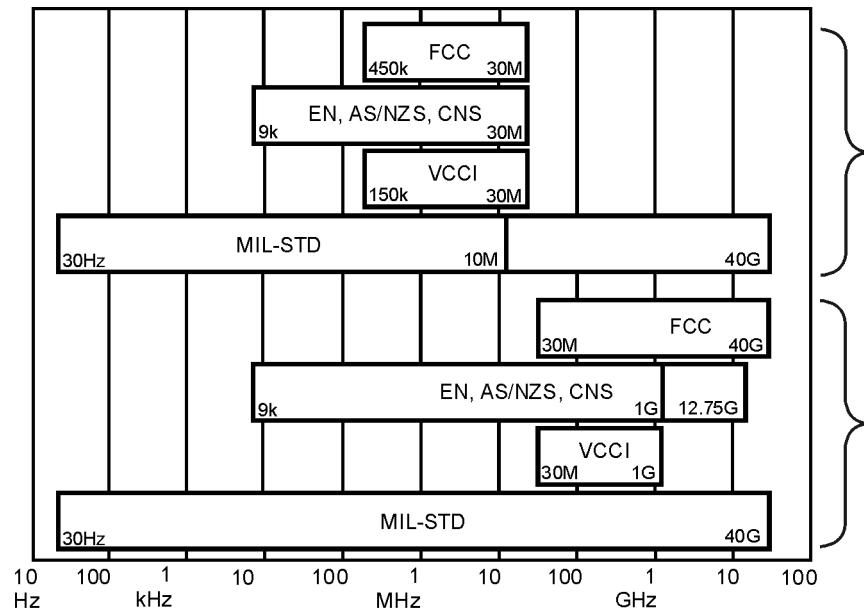 FCC
450k 30M
EN, AS/NZS, CNS
9k 30M
VCCI
150k 30M
MIL-STD
30Hz 10M 40G
FCC
30M 40G
EN, AS/NZS, CNS
9k 1G 12.75G
VCCI
30M 1G
MIL-STD
30Hz 40G
10 100 1 10 100 1 10 100 1 10 100
Hz kHz MHz GHz